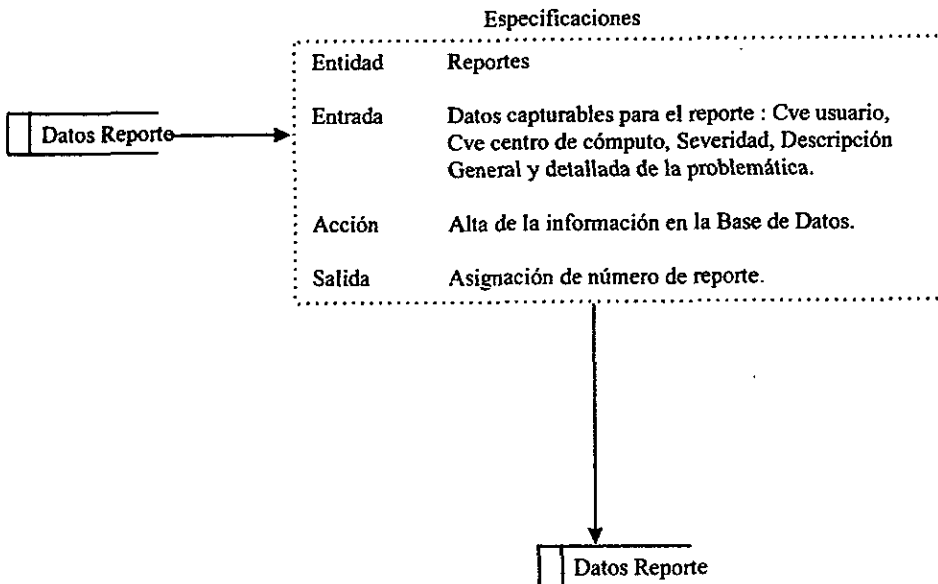 Especificaciones
Entidad Reportes
Datos Reporte
Entrada Datos capturables para el reporte : Cve usuario,
Cve centro de cómputo, Severidad, Descripción
General y detallada de la problemática.
Acción Alta de la información en la Base de Datos.
Salida Asignación de número de reporte.
Datos Reporte